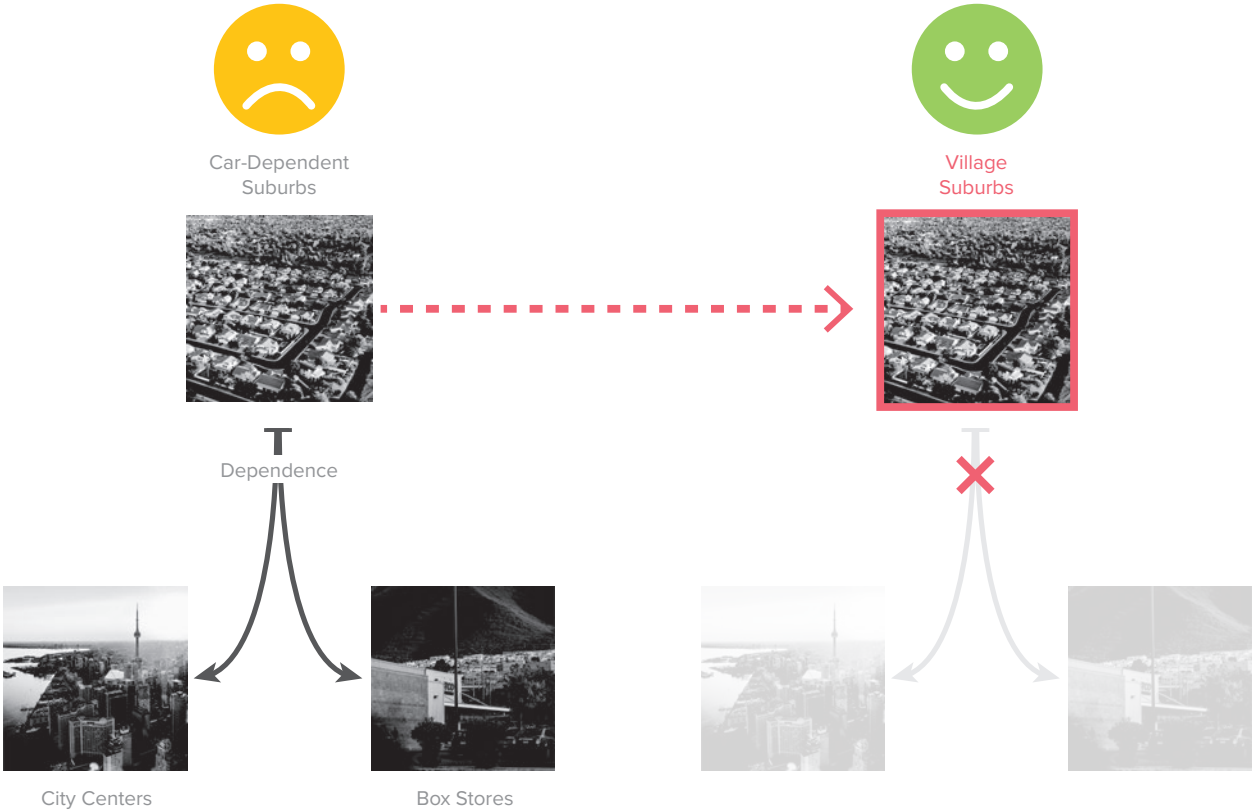 Car-Dependent
Suburbs
Village
Suburbs
Dependence
City Centers
Box Stores